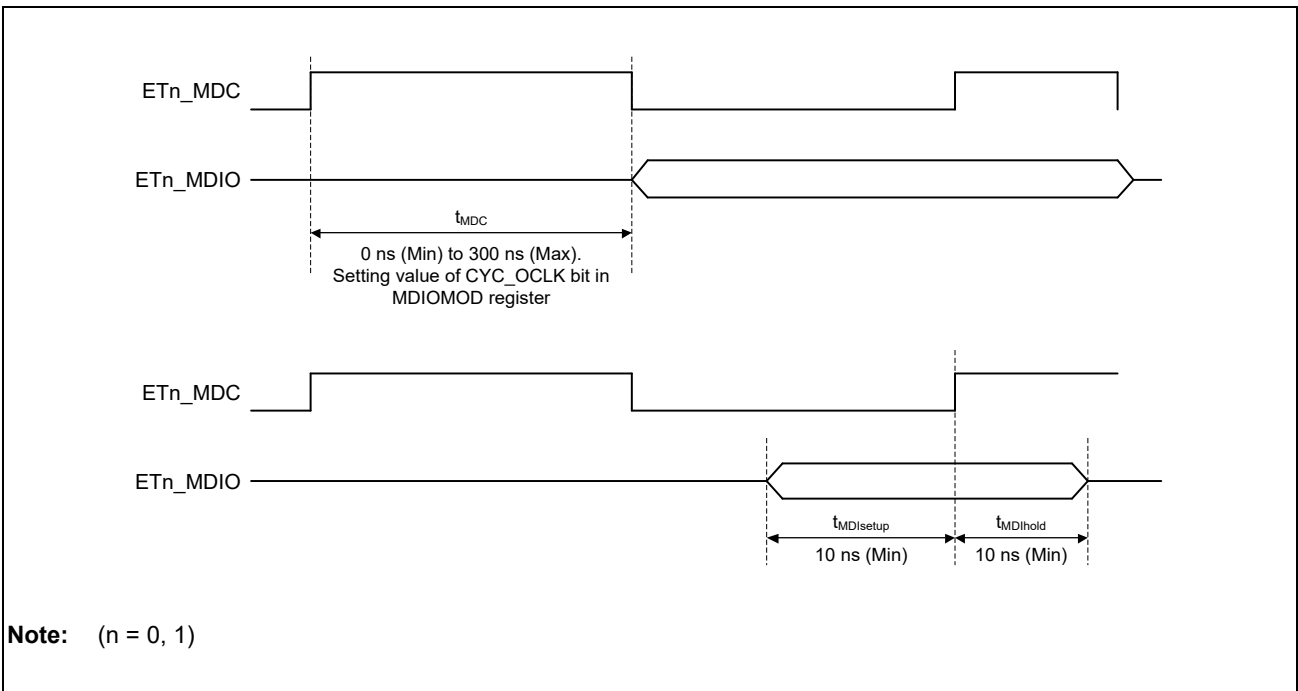 ETn_MDC
ETn_MDIO
tMDC
0 ns (Min) to 300 ns (Max).
Setting value of CYC_OCLK bit in
MDIOMOD register
ETn_MDC
ETn_MDIO
tMDIsetup tMDIhold
10 ns (Min) 10 ns (Min)
Note: (n = 0, 1)